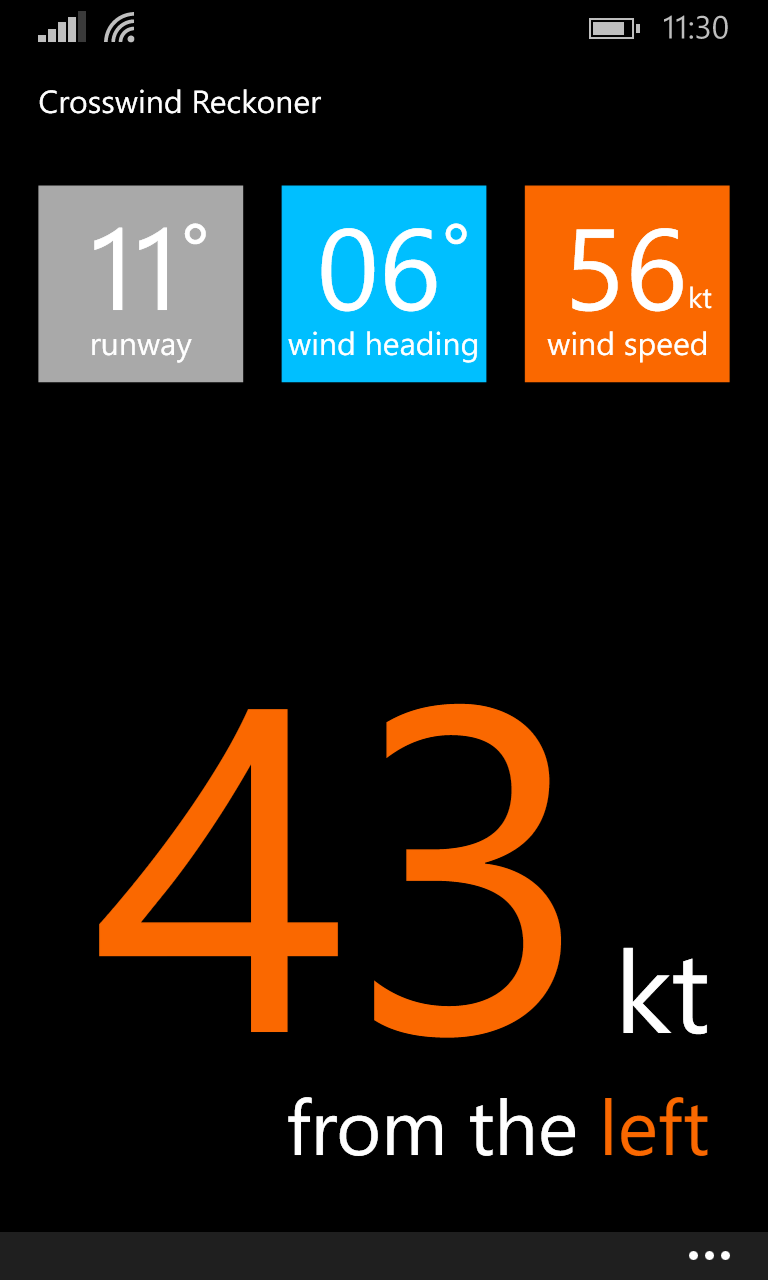 11:30
Crosswind Reckoner
11°
runway
06°
wind heading
56kt
wind speed
43 kt
from the left